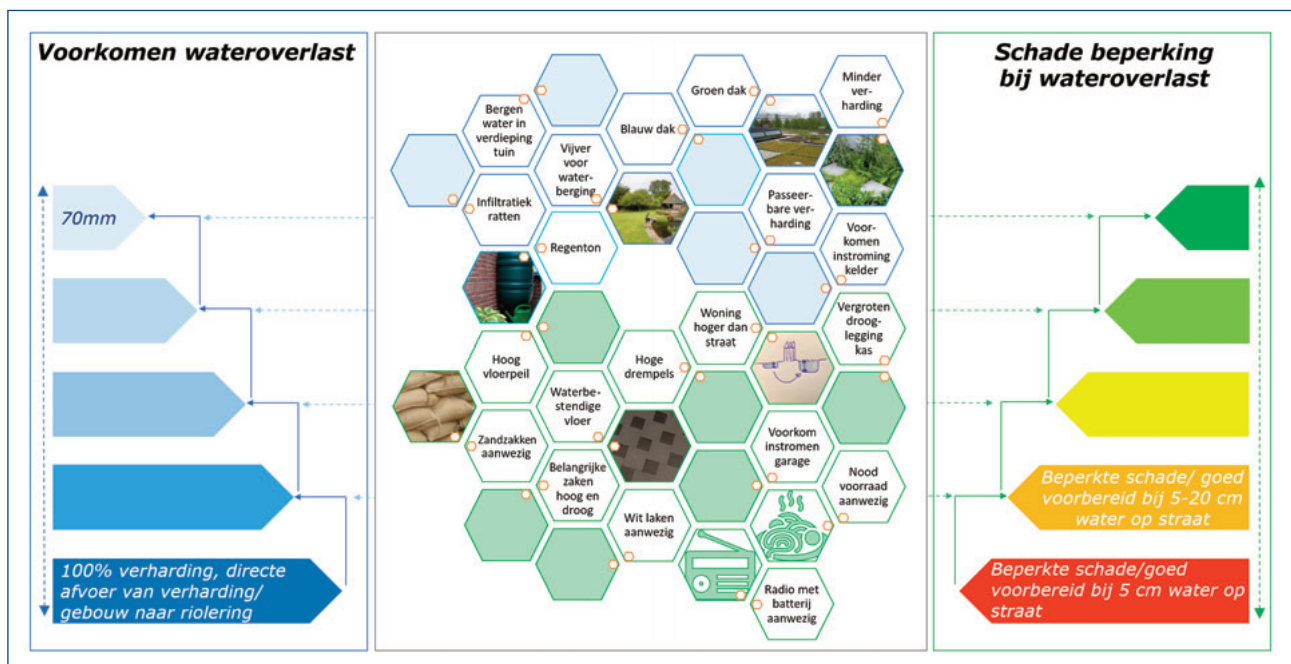 Voorkomen wateroverlast
70mm
100% verharding, directe
afvoer van verharding/
gebouw naar riolering
Bergen
water in
verdieping
tuin
Vijver
voor
water-
berging
Infiltratiek
ratten
Regenton
Blauw dak
Groen dak
Minder
ver-
harding
Passeer-
bare ver-
harding
Voor-
komen
instroming
kelder
Woning
hoger dan
straat
Vergroten
droog-
legging
kas
Hoog
vloerpeil
Hoge
drempels
Waterbe-
stendige
vloer
Zandzakken
aanwezig
Belangrijke
zaken
hoog en
droog
Wit laken
aanwezig
Voorkom
instromen
garage
Nood
voorraad
aanwezig
Radio met
batterij
aanwezig
Schade beperking
bij wateroverlast
Beperkte schade/ goed
voorbereid bij 5-20 cm
water op straat
Beperkte schade/goed
voorbereid bij 5 cm water op
straat